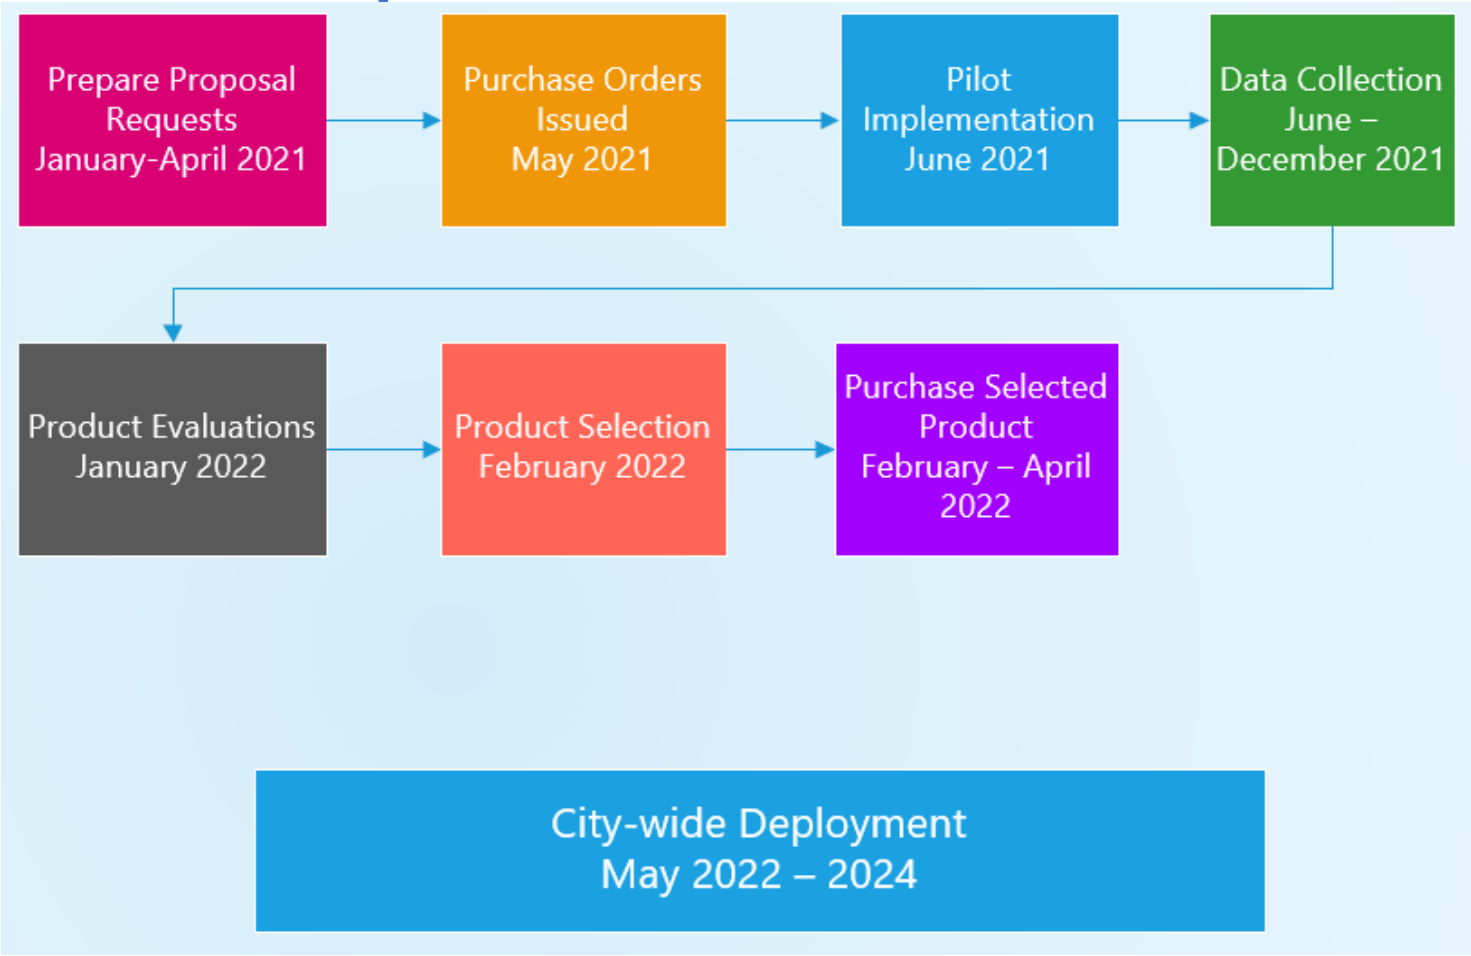 Prepare Proposal
Requests
January-April 2021
Purchase Orders
Issued
May 2021
Pilot
Implementation
June 2021
Data Collection
June –
December 2021
Product Evaluations
January 2022
Product Selection
February 2022
Purchase Selected
Product
February – April
2022
City-wide Deployment
May 2022 – 2024